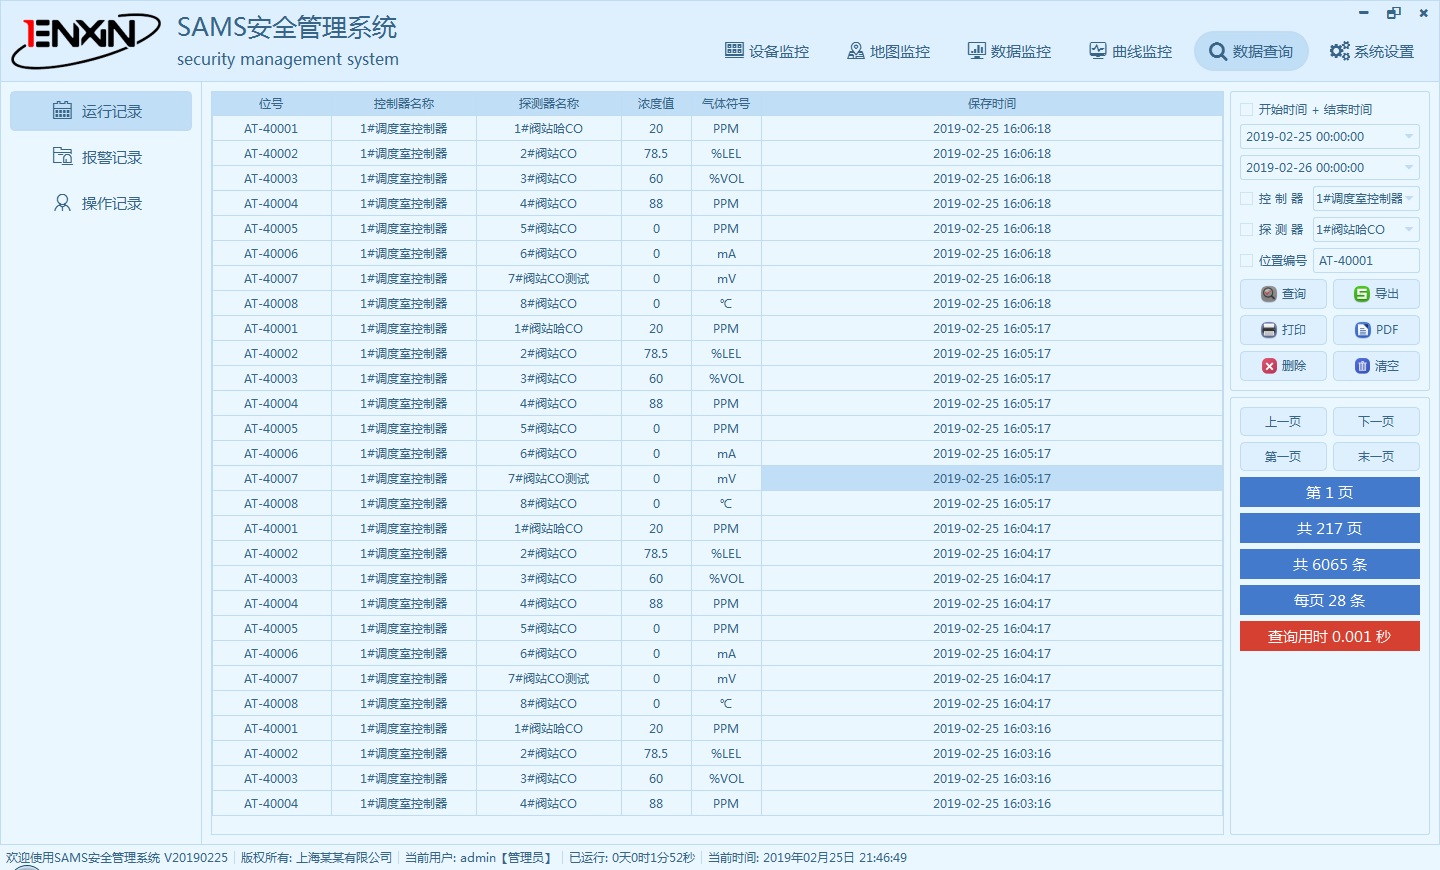 1ENXIN
SAMS安全管理系统
security management system
设备监控 地图监控 数据监控 曲线监控 数据查询 系统设置
运行记录
报警记录
操作记录
位号 控制器名称 探测器名称 浓度值 气体符号 保存时间
AT-40001 1#调度室控制器 1#阀站哈CO 20 PPM 2019-02-25 16:06:18
AT-40002 1#调度室控制器 2#阀站CO 78.5 %LEL 2019-02-25 16:06:18
AT-40003 1#调度室控制器 3#阀站CO 60 %VOL 2019-02-25 16:06:18
AT-40004 1#调度室控制器 4#阀站CO 88 PPM 2019-02-25 16:06:18
AT-40005 1#调度室控制器 5#阀站CO 0 PPM 2019-02-25 16:06:18
AT-40006 1#调度室控制器 6#阀站CO 0 mA 2019-02-25 16:06:18
AT-40007 1#调度室控制器 7#阀站CO测试 0 mV 2019-02-25 16:06:18
AT-40008 1#调度室控制器 8#阀站CO 0 ℃ 2019-02-25 16:06:18
AT-40001 1#调度室控制器 1#阀站哈CO 20 PPM 2019-02-25 16:05:17
AT-40002 1#调度室控制器 2#阀站CO 78.5 %LEL 2019-02-25 16:05:17
AT-40003 1#调度室控制器 3#阀站CO 60 %VOL 2019-02-25 16:05:17
AT-40004 1#调度室控制器 4#阀站CO 88 PPM 2019-02-25 16:05:17
AT-40005 1#调度室控制器 5#阀站CO 0 PPM 2019-02-25 16:05:17
AT-40006 1#调度室控制器 6#阀站CO 0 mA 2019-02-25 16:05:17
AT-40007 1#调度室控制器 7#阀站CO测试 0 mV 2019-02-25 16:05:17
AT-40008 1#调度室控制器 8#阀站CO 0 ℃ 2019-02-25 16:05:17
AT-40001 1#调度室控制器 1#阀站哈CO 20 PPM 2019-02-25 16:04:17
AT-40002 1#调度室控制器 2#阀站CO 78.5 %LEL 2019-02-25 16:04:17
AT-40003 1#调度室控制器 3#阀站CO 60 %VOL 2019-02-25 16:04:17
AT-40004 1#调度室控制器 4#阀站CO 88 PPM 2019-02-25 16:04:17
AT-40005 1#调度室控制器 5#阀站CO 0 PPM 2019-02-25 16:04:17
AT-40006 1#调度室控制器 6#阀站CO 0 mA 2019-02-25 16:04:17
AT-40007 1#调度室控制器 7#阀站CO测试 0 mV 2019-02-25 16:04:17
AT-40008 1#调度室控制器 8#阀站CO 0 ℃ 2019-02-25 16:04:17
AT-40001 1#调度室控制器 1#阀站哈CO 20 PPM 2019-02-25 16:03:16
AT-40002 1#调度室控制器 2#阀站CO 78.5 %LEL 2019-02-25 16:03:16
AT-40003 1#调度室控制器 3#阀站CO 60 %VOL 2019-02-25 16:03:16
AT-40004 1#调度室控制器 4#阀站CO 88 PPM 2019-02-25 16:03:16
开始时间 + 结束时间
2019-02-25 00:00:00
2019-02-26 00:00:00
控 制 器 1#调度室控制器
探 测 器 1#阀站哈CO
位置编号 AT-40001
查询 导出
打印 PDF
删除 清空
上一页 下一页
第一页 末一页
第 1 页
共 217 页
共 6065 条
每页 28 条
查询用时 0.001 秒
欢迎使用SAMS安全管理系统 V20190225 版权所有: 上海某某有限公司 当前用户: admin【管理员】 已运行: 0天0时1分52秒 当前时间: 2019年02月25日 21:46:49